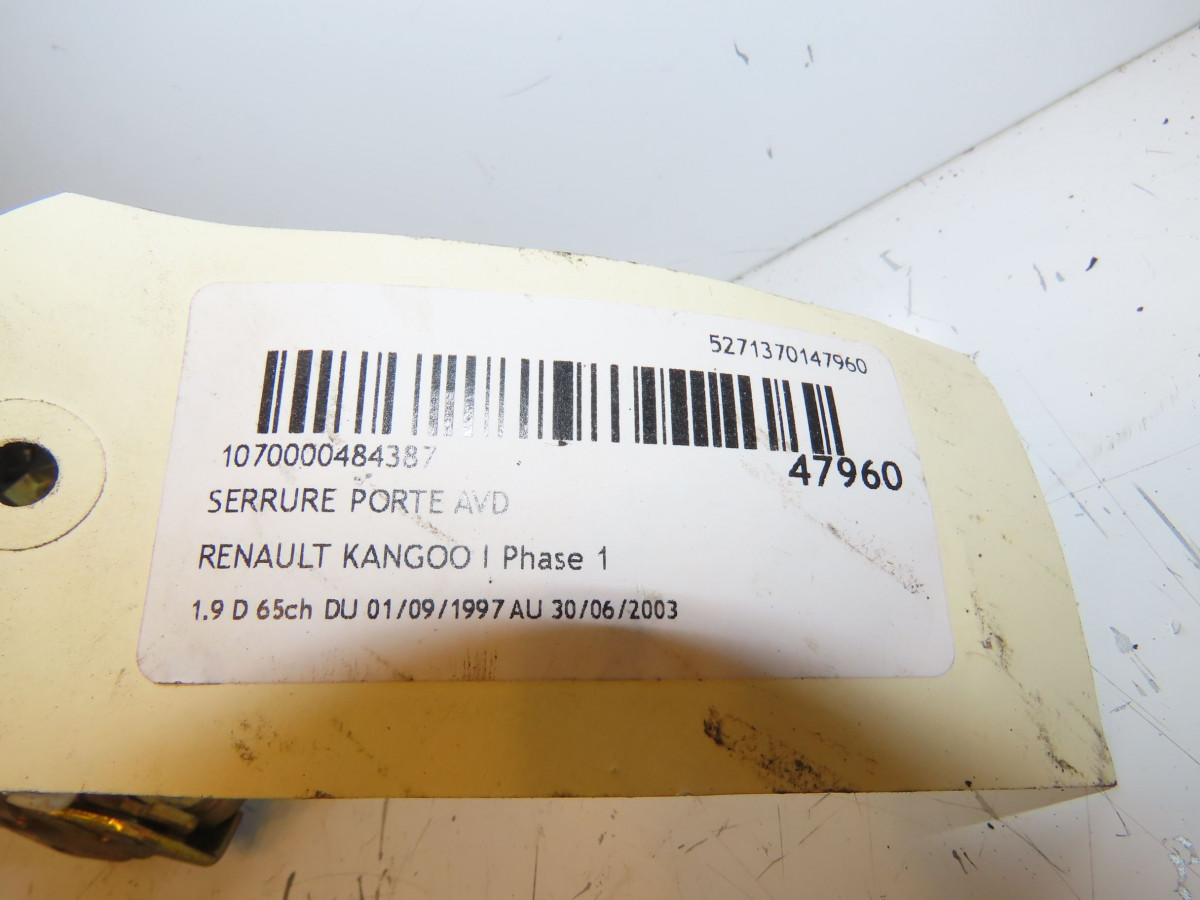 5271370147960
1070000484387
47960
SERRURE PORTE AVD
RENAULT KANGOO I Phase 1
1.9 D 65ch DU 01/09/1997 AU 30/06/2003